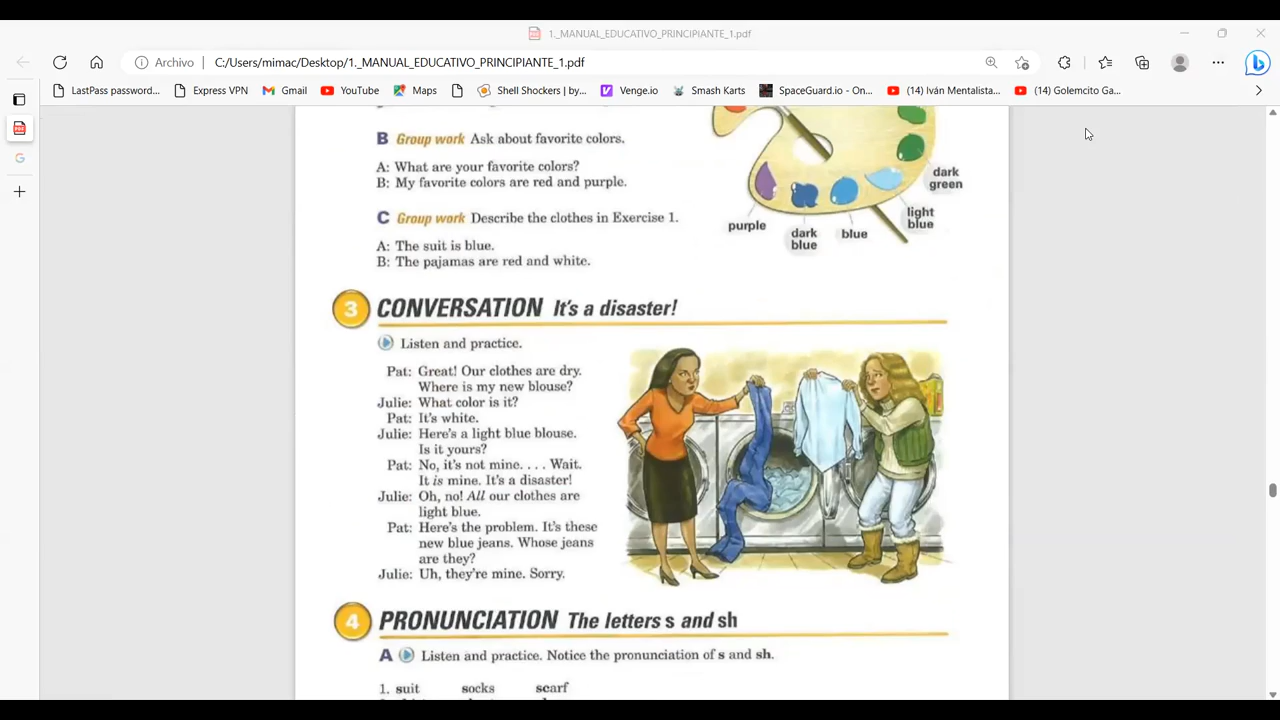 1._MANUAL_EDUCATIVO_PRINCIPIANTE_1.pdf
Archivo C:/Users/mimac/Desktop/1._MANUAL_EDUCATIVO_PRINCIPIANTE_1.pdf
LastPass password... Express VPN Gmail YouTube Maps Shell Shockers | by... Venge.io Smash Karts SpaceGuard.io - On... (14) Iván Mentalista... (14) Golemcito Ga...
B Group work Ask about favorite colors.
A: What are your favorite colors?
B: My favorite colors are red and purple.
C Group work Describe the clothes in Exercise 1.
A: The suit is blue.
B: The pajamas are red and white.
purple
dark
blue
blue
light
blue
dark
green
3 CONVERSATION It's a disaster!
Listen and practice.
Pat: Great! Our clothes are dry.
Where is my new blouse?
Julie: What color is it?
Pat: It's white.
Julie: Here's a light blue blouse.
Is it yours?
Pat: No, it's not mine. . . . Wait.
It is mine. It's a disaster!
Julie: Oh, no! All our clothes are
light blue.
Pat: Here's the problem. It's these
new blue jeans. Whose jeans
are they?
Julie: Uh, they're mine. Sorry.
4 PRONUNCIATION The letters s and sh
A Listen and practice. Notice the pronunciation of s and sh.
1. suit socks scarf